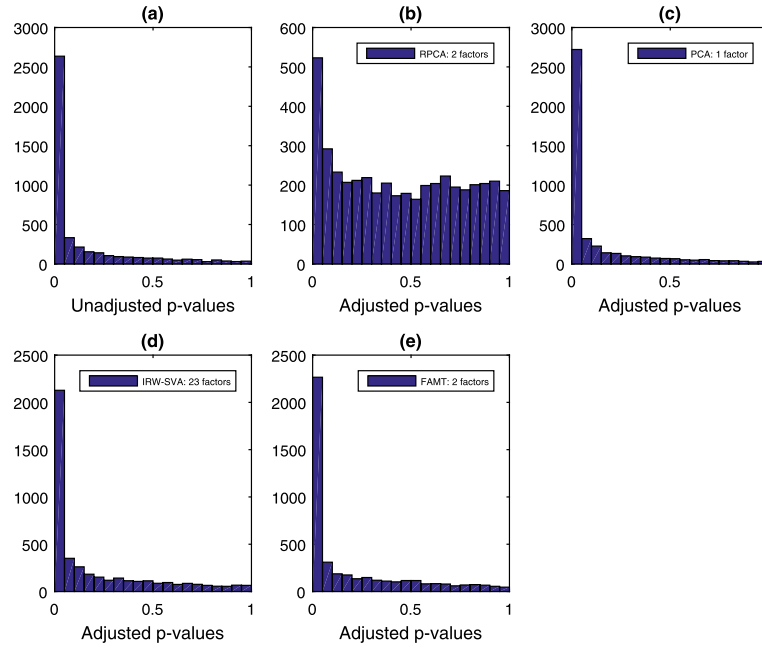 (a)
3000
2500
2000
1500
1000
500
0
0 0.5 1
Unadjusted p-values
(b)
RPCA: 2 factors
600
500
400
300
200
100
0
0 0.5 1
Adjusted p-values
(c)
PCA: 1 factor
3000
2500
2000
1500
1000
500
0
0 0.5
Adjusted p-values
(d)
IRW-SVA: 23 factors
2500
2000
1500
1000
500
0
0 0.5 1
Adjusted p-values
(e)
FAMT: 2 factors
2500
2000
1500
1000
500
0
0 0.5 1
Adjusted p-values